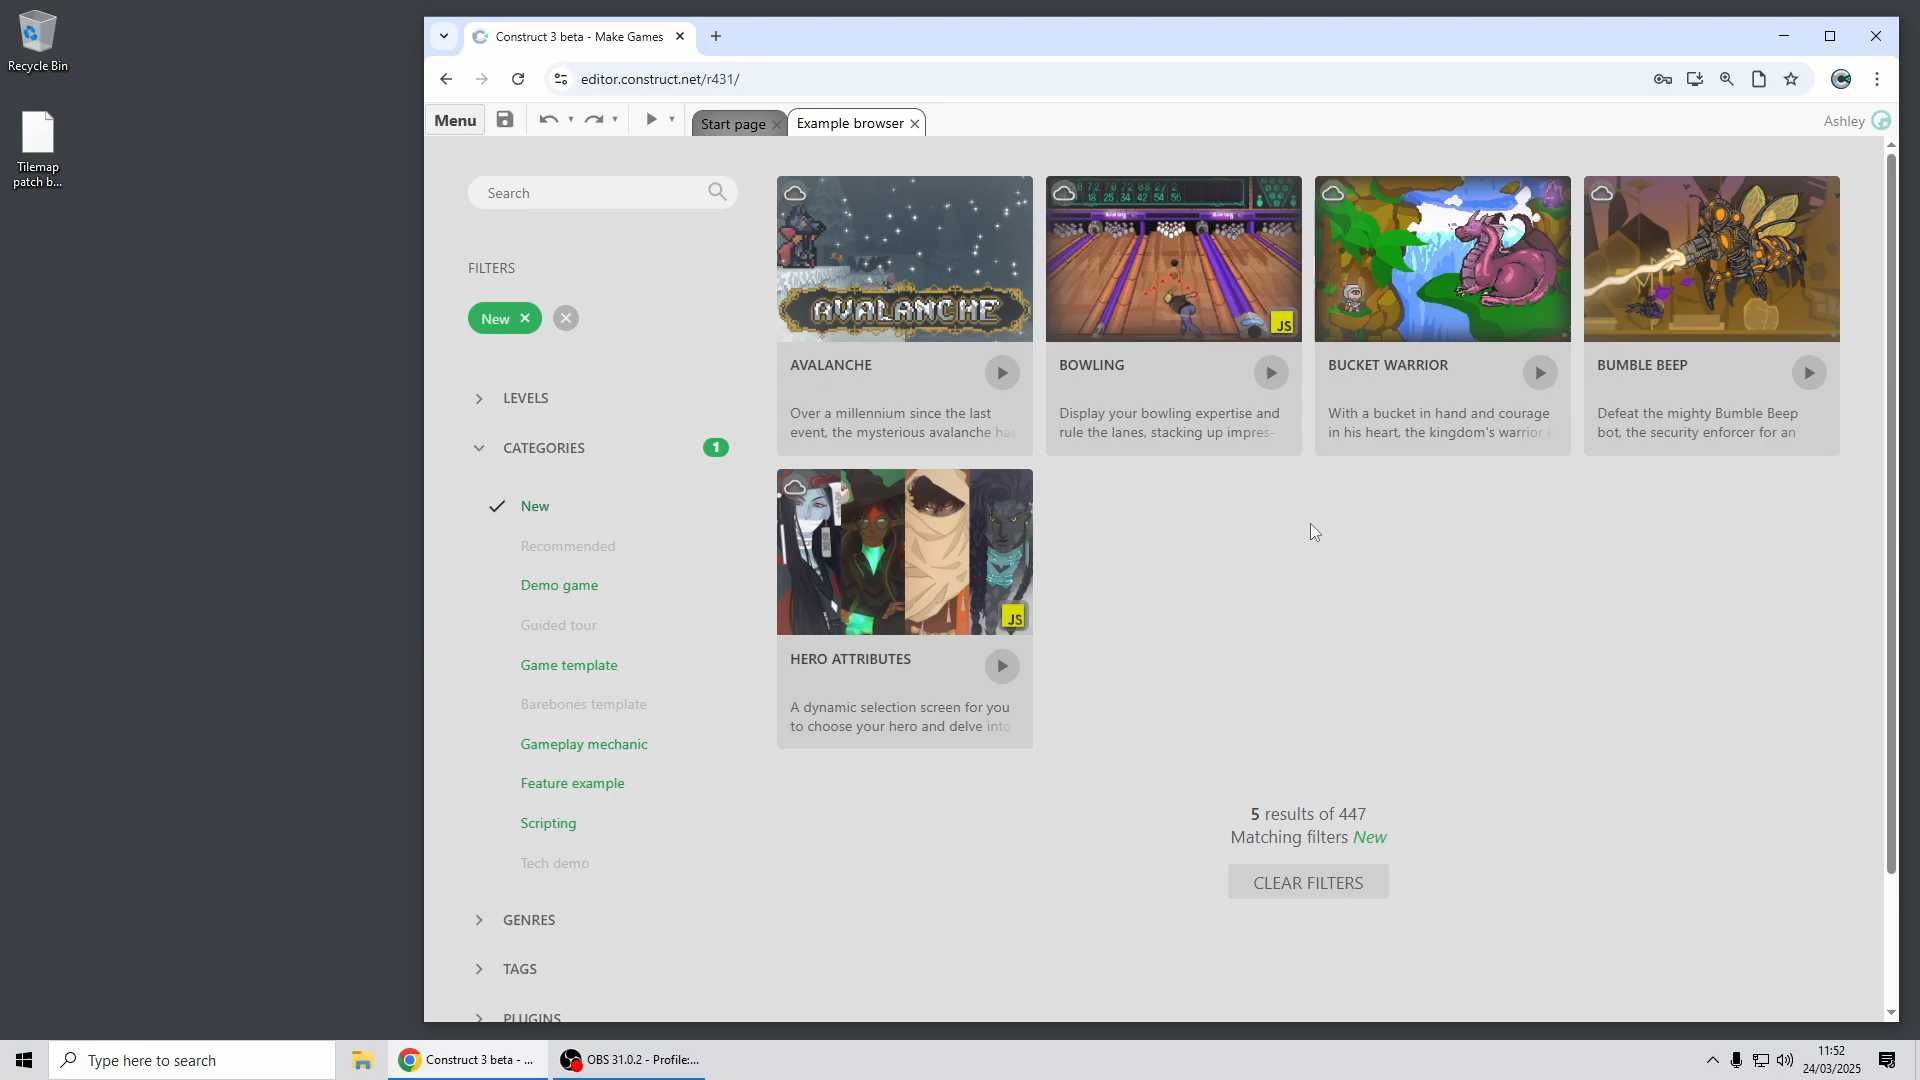 Recycle Bin
Tilemap
patch b...
Construct 3 beta - Make Games
editor.construct.net/r431/
Menu
Start page
Example browser
Ashley
Search
FILTERS
New
LEVELS
CATEGORIES
1
New
Recommended
Demo game
Guided tour
Game template
Barebones template
Gameplay mechanic
Feature example
Scripting
Tech demo
GENRES
TAGS
PLUGINS
AVALANCHE
AVALANCHE
Over a millennium since the last
event, the mysterious avalanche has
JS
BOWLING
Display your bowling expertise and
rule the lanes, stacking up impres-
BUCKET WARRIOR
With a bucket in hand and courage
in his heart, the kingdom's warrior
BUMBLE BEEP
Defeat the mighty Bumble Beep
bot, the security enforcer for an
JS
HERO ATTRIBUTES
A dynamic selection screen for you
to choose your hero and delve into
5 results of 447
Matching filters New
CLEAR FILTERS
Type here to search
Construct 3 beta - ...
OBS 31.0.2 - Profile:...
11:52
24/03/2025